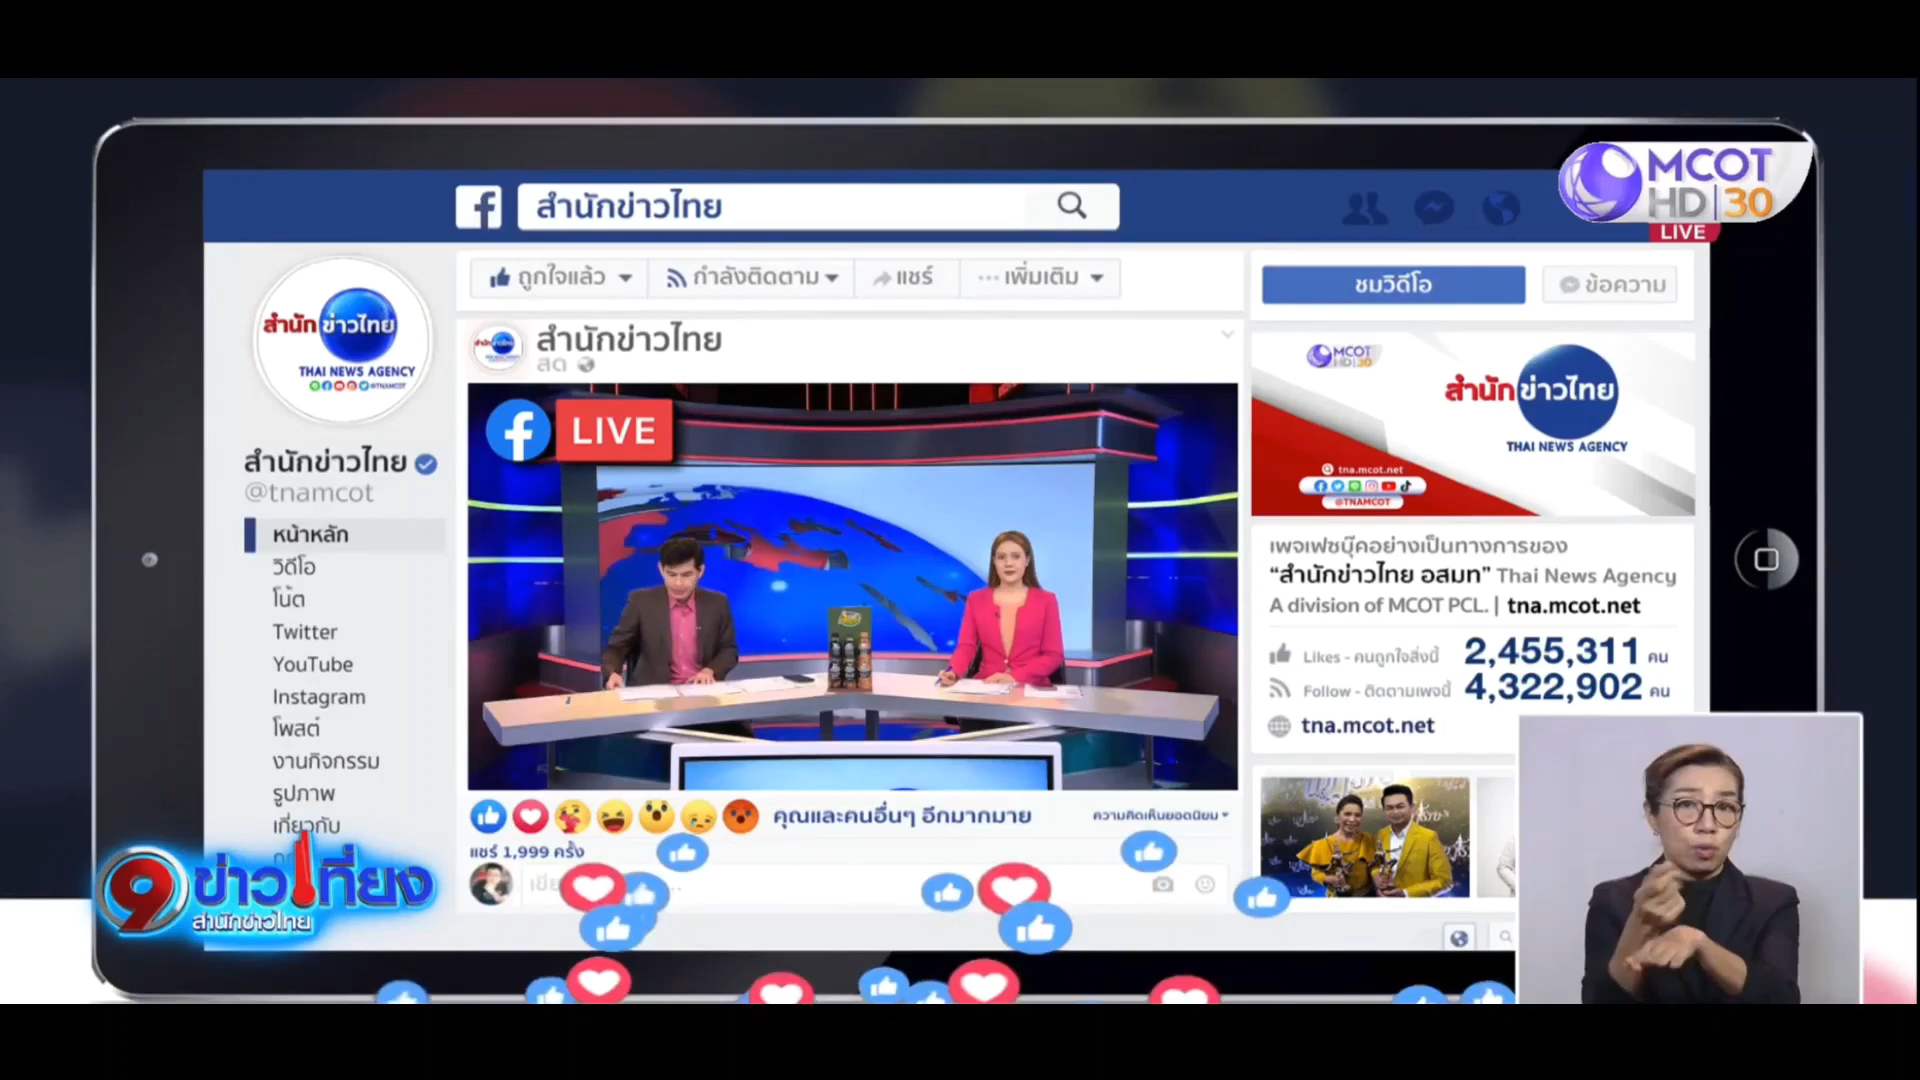 MCOT
HD 30
LIVE
สำนักข่าวไทย
ถูกใจแล้ว
กำลังติดตาม
แชร์
เพิ่มเติม
ชมวิดีโอ
ข้อความ
สำนักข่าวไทย
THAI NEWS AGENCY
@TNAMCOT
สำนักข่าวไทย
@tnamcot
หน้าหลัก
วิดีโอ
โน้ต
Twitter
YouTube
Instagram
โพสต์
งานกิจกรรม
รูปภาพ
เกี่ยวกับ
สำนักข่าวไทย
สด
LIVE
คุณและคนอื่นๆ อีกมากมาย
ความคิดเห็นยอดนิยม
แชร์ 1,999 ครั้ง
MCOT
HD 30
สำนักข่าวไทย
THAI NEWS AGENCY
tna.mcot.net
@TNAMCOT
เพจเฟซบุ๊คอย่างเป็นทางการของ
“สำนักข่าวไทย อสมท” Thai News Agency
A division of MCOT PCL. | tna.mcot.net
Likes - คนถูกใจสิ่งนี้ 2,455,311 คน
Follow - ติดตามเพจนี้ 4,322,902 คน
tna.mcot.net
9 ข่าวเที่ยง
สำนักข่าวไทย